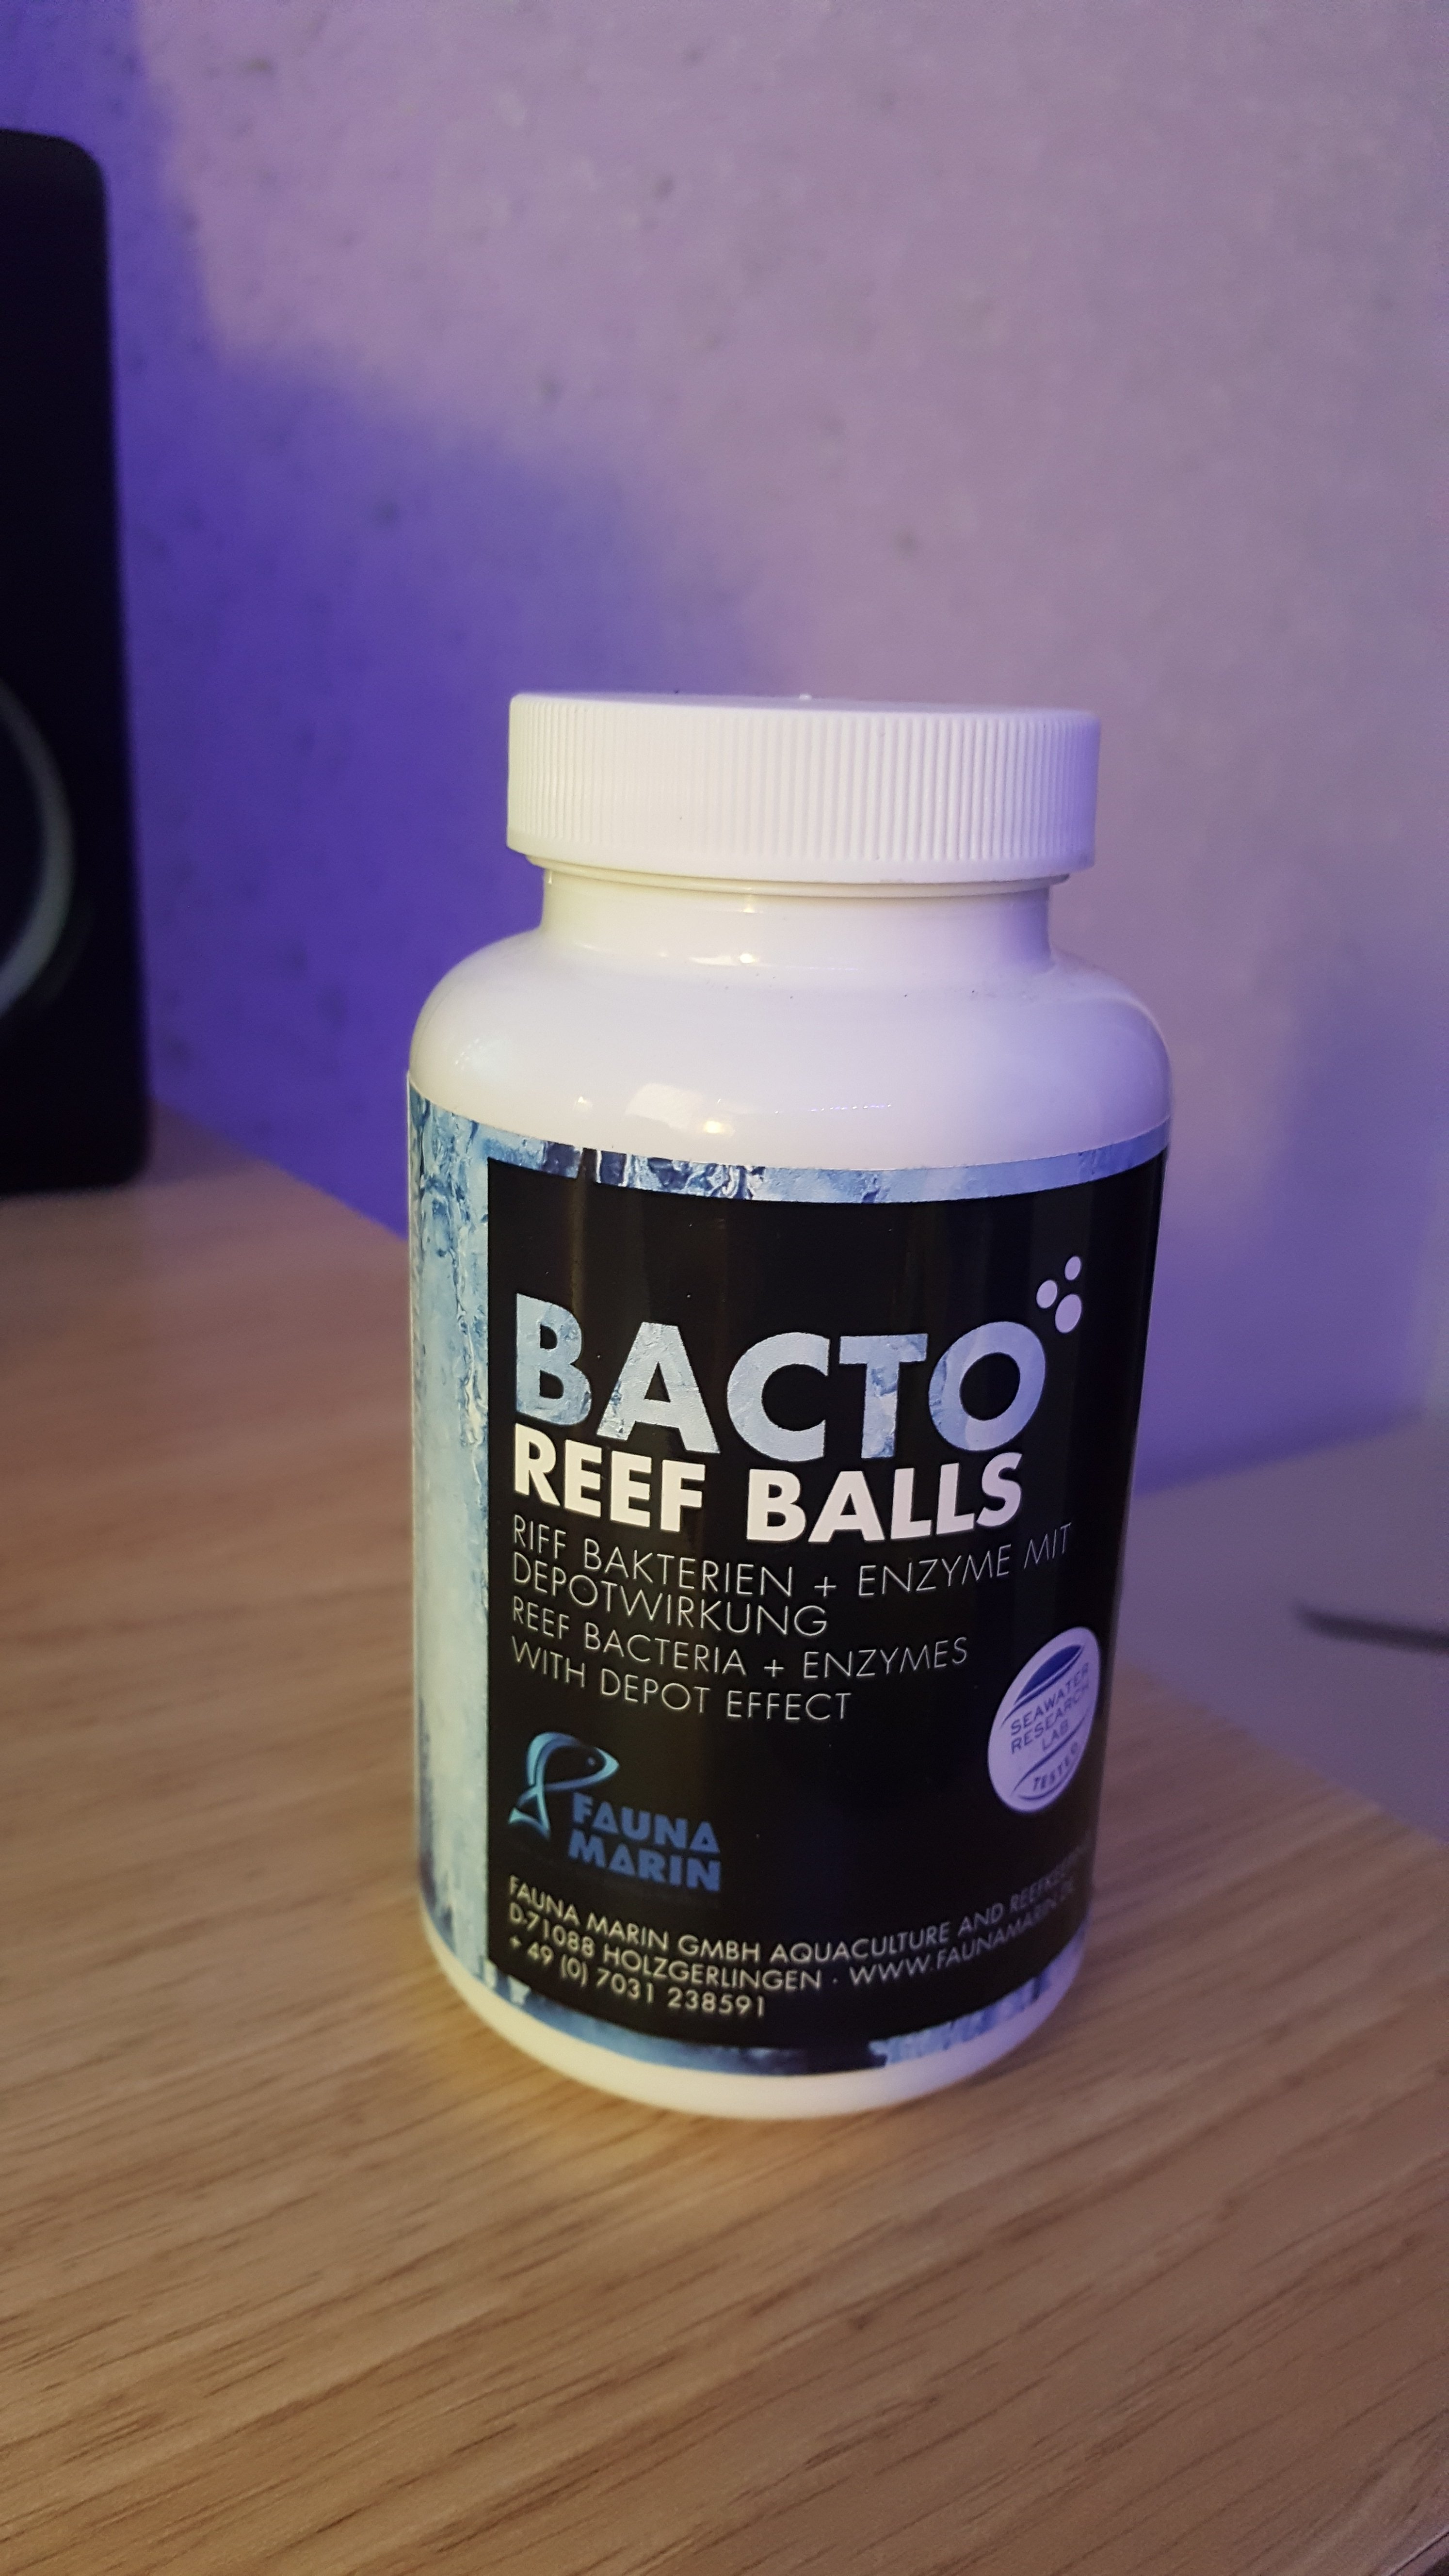 BACTO
REEF BALLS
RIFF BAKTERIEN + ENZYME MIT
DEPOTWIRKUNG
REEF BACTERIA + ENZYMES
WITH DEPOT EFFECT
SEAWATER
RESEARCH
LAB
TESTED
FAUNA
MARIN
FAUNA MARIN GMBH AQUACULTURE AND
D-71088 HOLZGERLINGEN · WWW.FAUNAMARIN.DE
+ 49 (0) 7031 238591